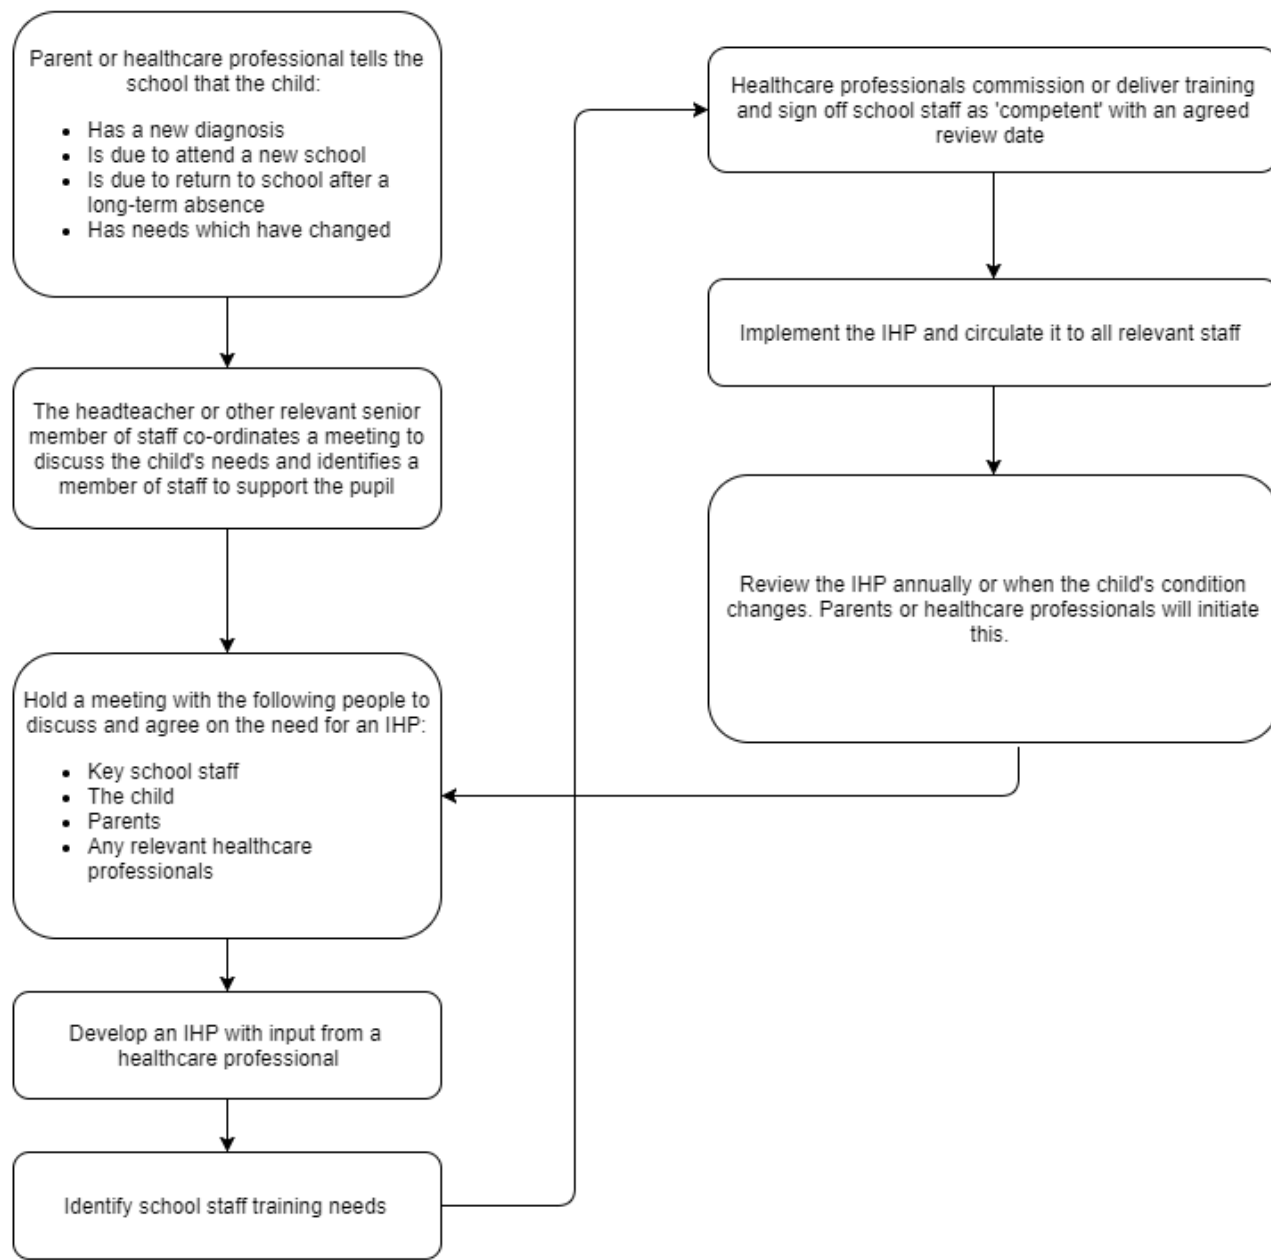 Parent or healthcare professional tells the
school that the child:
• Has a new diagnosis
• Is due to attend a new school
• Is due to return to school after a
long-term absence
• Has needs which have changed
The headteacher or other relevant senior
member of staff co-ordinates a meeting to
discuss the child's needs and identifies a
member of staff to support the pupil
Hold a meeting with the following people to
discuss and agree on the need for an IHP:
• Key school staff
• The child
• Parents
• Any relevant healthcare
professionals
Develop an IHP with input from a
healthcare professional
Identify school staff training needs
Healthcare professionals commission or deliver training
and sign off school staff as 'competent' with an agreed
review date
Implement the IHP and circulate it to all relevant staff
Review the IHP annually or when the child's condition
changes. Parents or healthcare professionals will initiate
this.